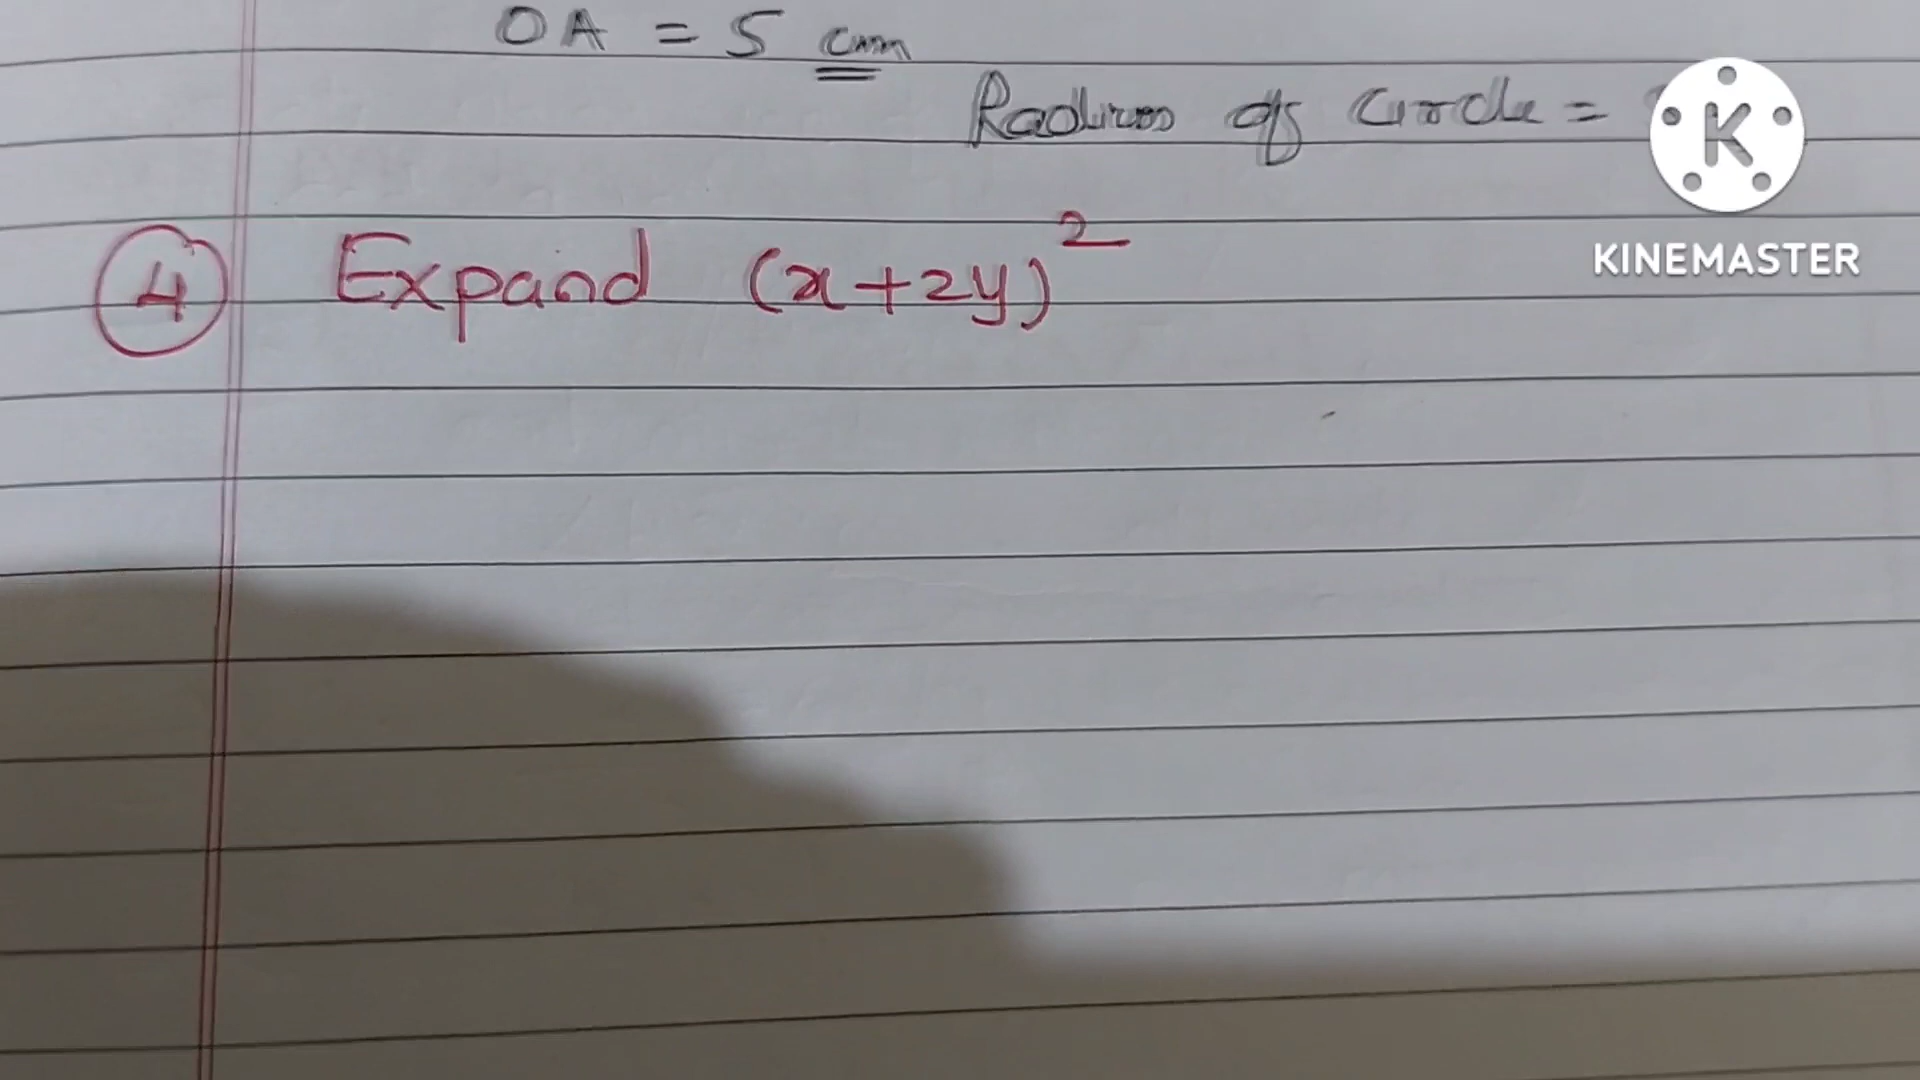 OA = 5 cm
Radius of Circle =
KINEMASTER
4 Expand (x+2y)²